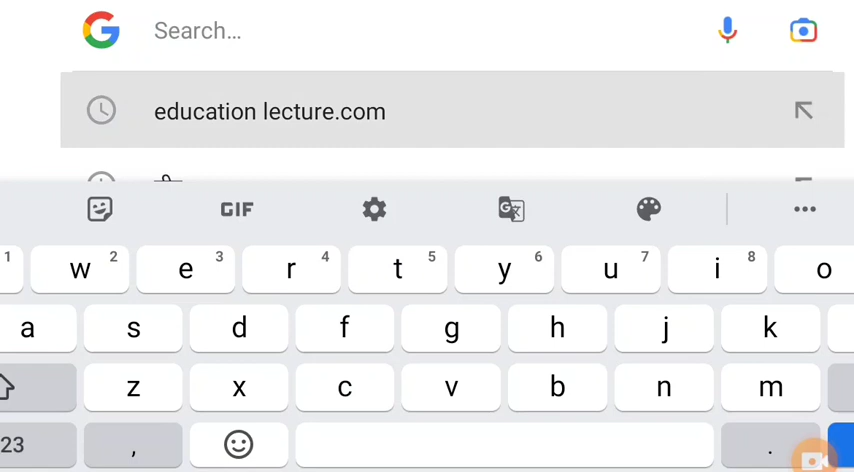 Search...
education lecture.com
GIF
1 w 2 e 3 r 4 t 5 y 6 u 7 i 8 o
a s d f g h j k
z x c v b n m
23 , .